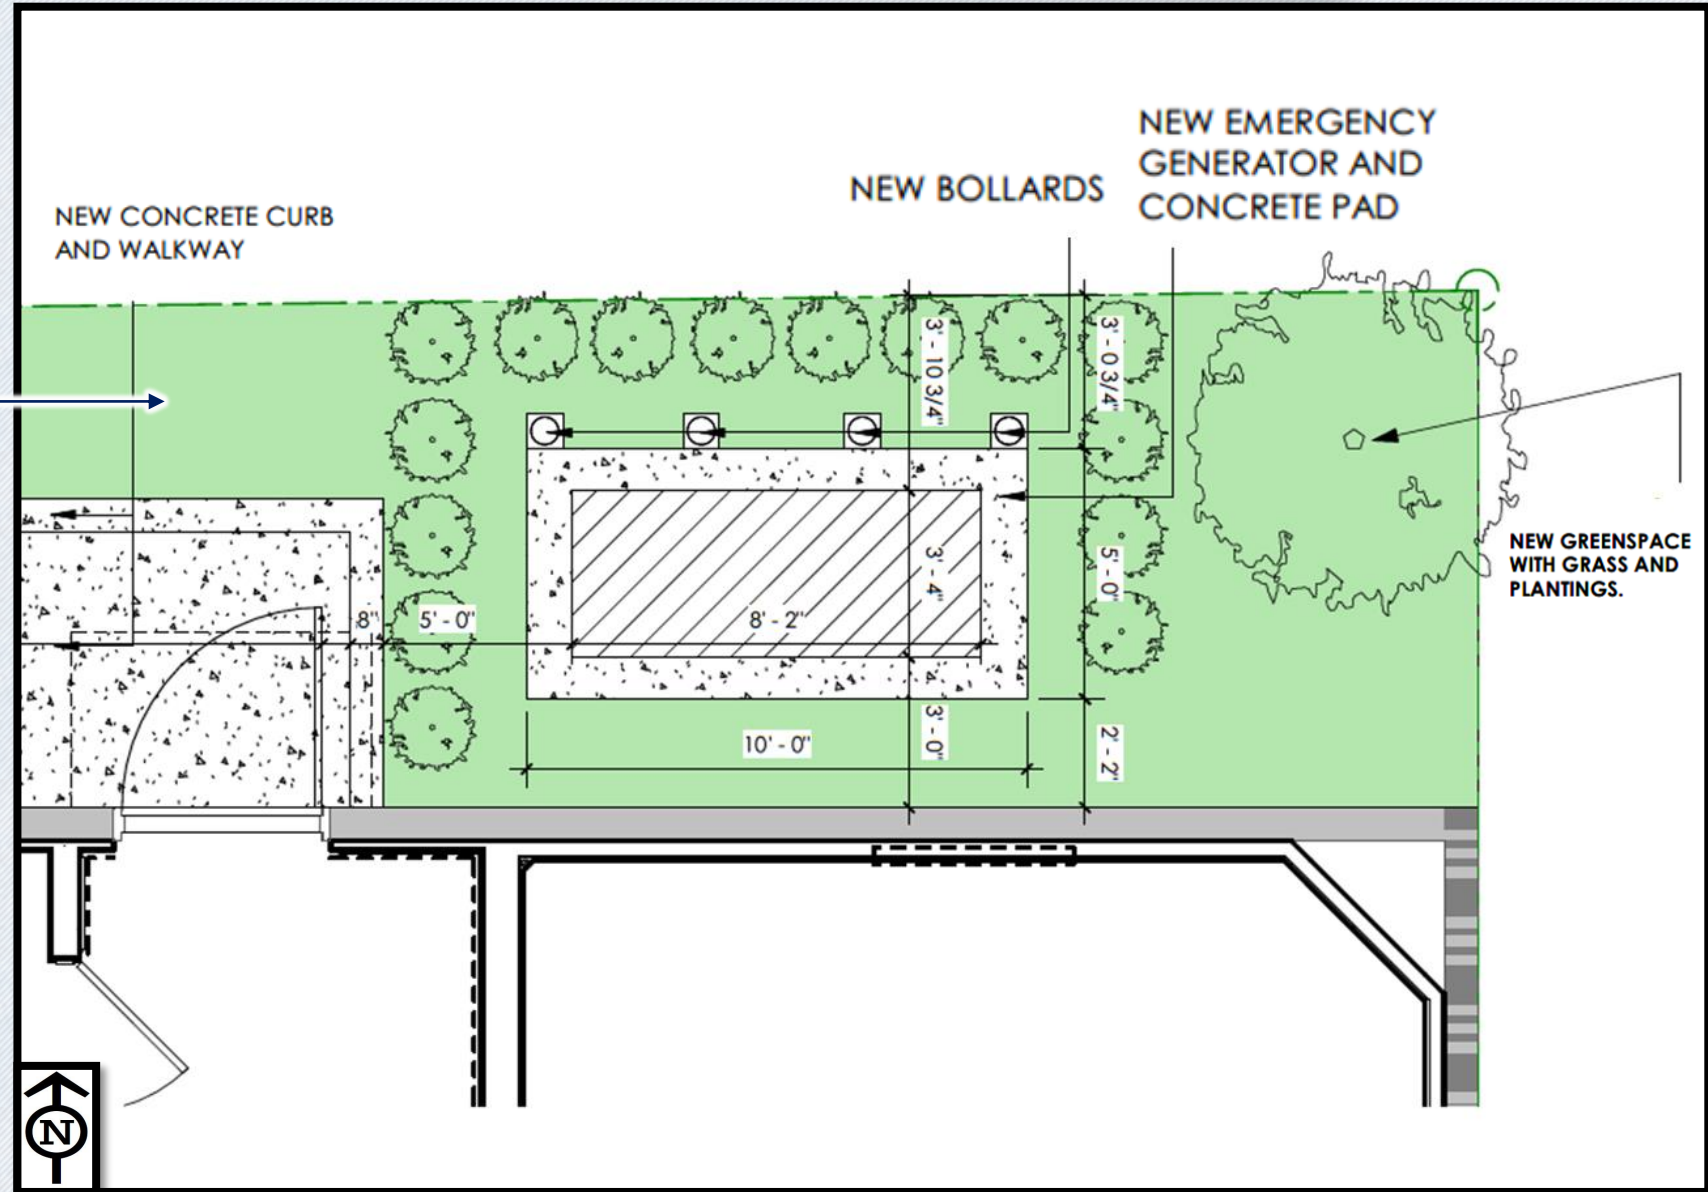 NEW EMERGENCY
GENERATOR AND
CONCRETE PAD
NEW BOLLARDS
NEW CONCRETE CURB
AND WALKWAY
3' - 10 3/4"
3' - 0 3/4"
NEW GREENSPACE
WITH GRASS AND
PLANTINGS.
3' - 4"
5' - 0"
8"
5' - 0"
8' - 2"
3' - 0"
2' - 2"
10' - 0"
N